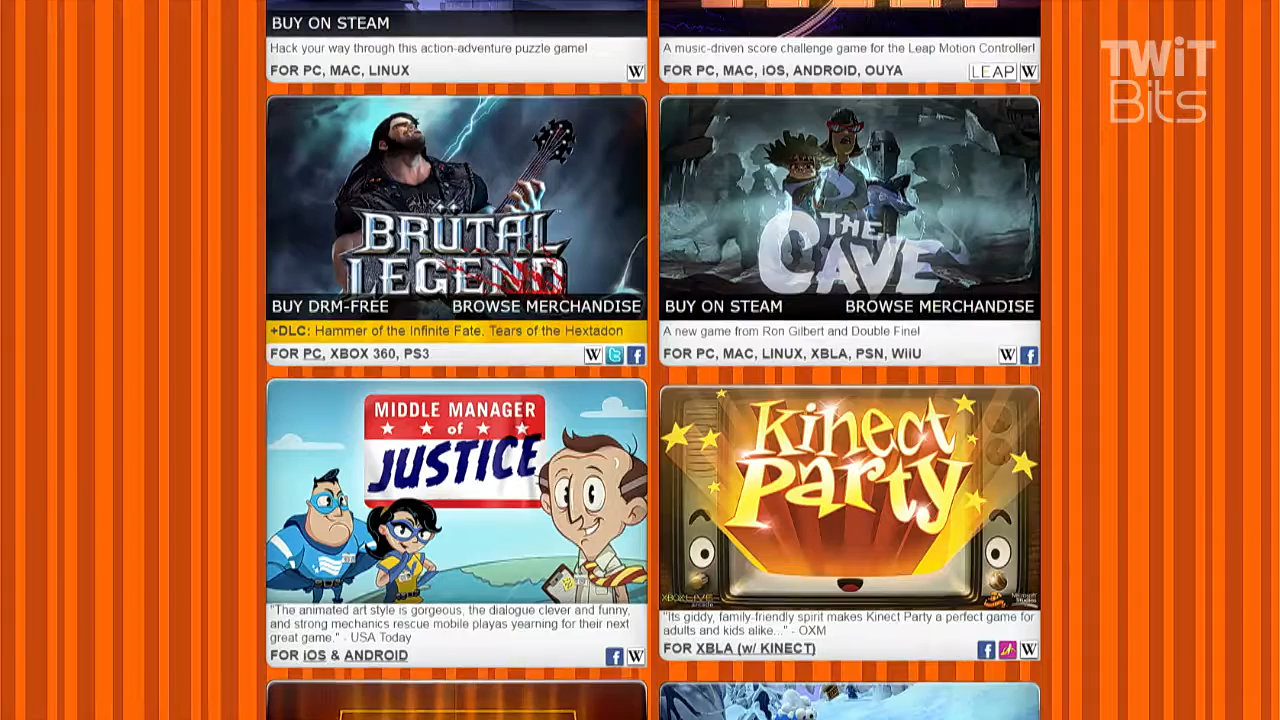 BUY ON STEAM
Hack your way through this action-adventure puzzle game!
FOR PC, MAC, LINUX
W
A music-driven score challenge game for the Leap Motion Controller!
FOR PC, MAC, iOS, ANDROID, OUYA
LEAP W
TWiT
Bits
BRÜTAL
LEGEND
BUY DRM-FREE BROWSE MERCHANDISE
+DLC: Hammer of the Infinite Fate, Tears of the Hextadon
FOR PC, XBOX 360, PS3
W t f
THE
CAVE
BUY ON STEAM BROWSE MERCHANDISE
A new game from Ron Gilbert and Double Fine!
FOR PC, MAC, LINUX, XBLA, PSN, WiiU
W f
MIDDLE MANAGER
of
JUSTICE
"The animated art style is gorgeous, the dialogue clever and funny,
and strong mechanics rescue mobile playas yearning for their next
great game." - USA Today
FOR iOS & ANDROID
f W
Kinect
Party
XBOX LIVE
arcade
Microsoft
Studios
"Its giddy, family-friendly spirit makes Kinect Party a perfect game for
adults and kids alike..." - OXM
FOR XBLA (w/ KINECT)
f W